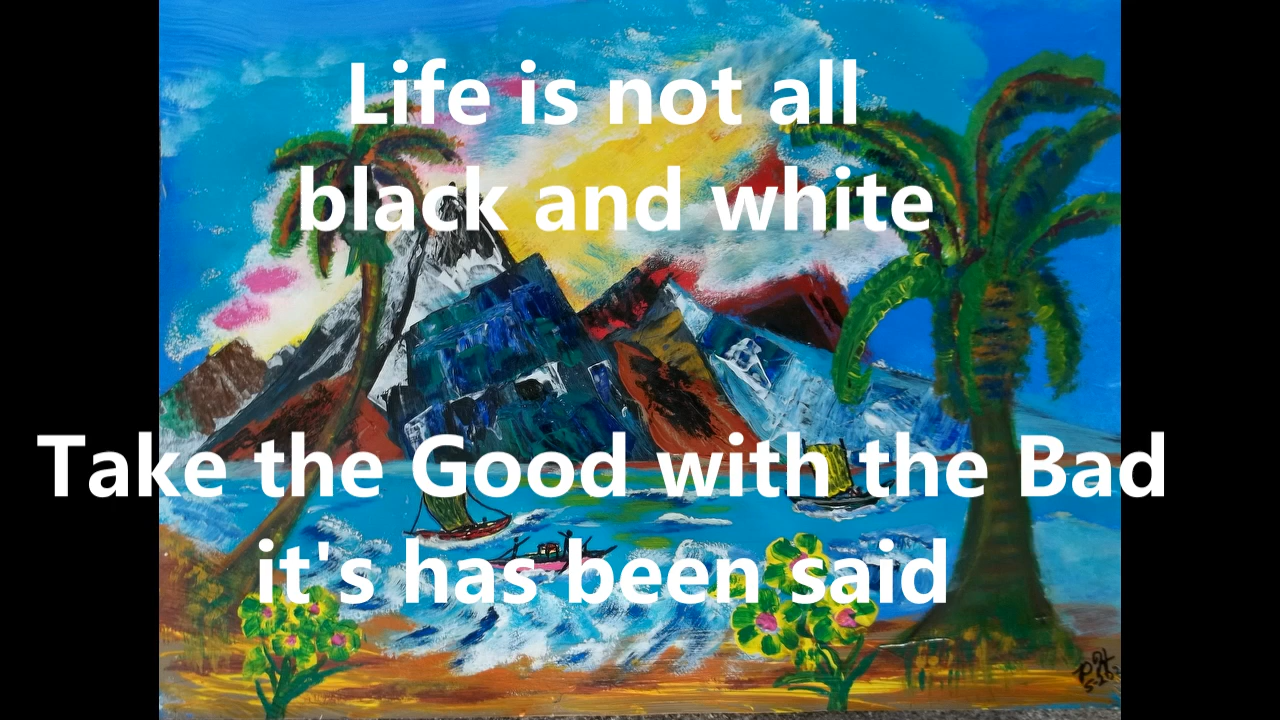 Life is not all
black and white
Take the Good with the Bad
it's has been said